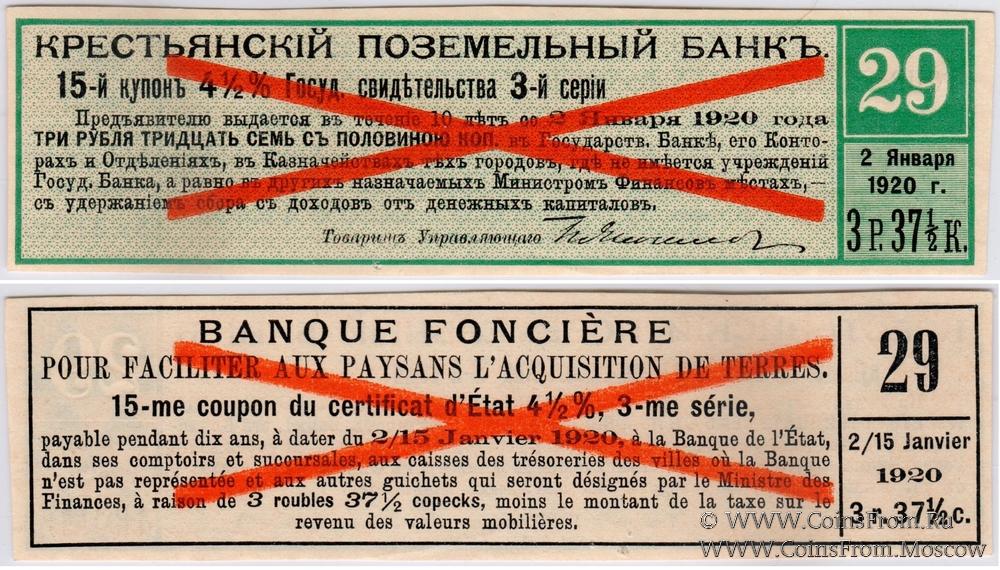 КРЕСТЬЯНСКІЙ ПОЗЕМЕЛЬНЫЙ БАНКЪ.
15-й купонъ 4½% Госуд. свидѣтельства 3-й серіи
Предъявителю выдается въ теченіе 10 лѣтъ со 2 Января 1920 года
ТРИ РУБЛЯ ТРИДЦАТЬ СЕМЬ СЪ ПОЛОВИНОЮ КОП. въ Государств. Банкѣ, его Конто-
рахъ и Отдѣленіяхъ, въ Казначействахъ тѣхъ городовъ, гдѣ не имѣется учрежденій
Госуд. Банка, а равно въ другихъ назначаемыхъ Министромъ Финансовъ мѣстахъ,—
съ удержаніемъ сбора съ доходовъ отъ денежныхъ капиталовъ.
Товарищъ Управляющаго
29
2 Января
1920 г.
3 Р. 37½ К.
BANQUE FONCIÈRE
POUR FACILITER AUX PAYSANS L'ACQUISITION DE TERRES.
15-me coupon du certificat d'État 4½%, 3-me série,
payable pendant dix ans, à dater du 2/15 Janvier 1920, à la Banque de l'État,
dans ses comptoirs et succursales, aux caisses des trésoreries des villes où la Banque
n'est pas représentée et aux autres guichets qui seront désignés par le Ministre des
Finances, à raison de 3 roubles 37½ copecks, moins le montant de la taxe sur le
revenu des valeurs mobilières.
29
2/15 Janvier
1920
3 r. 37½ c.
© WWW.CoinsFrom.Ru
WWW.CoinsFrom.Moscow